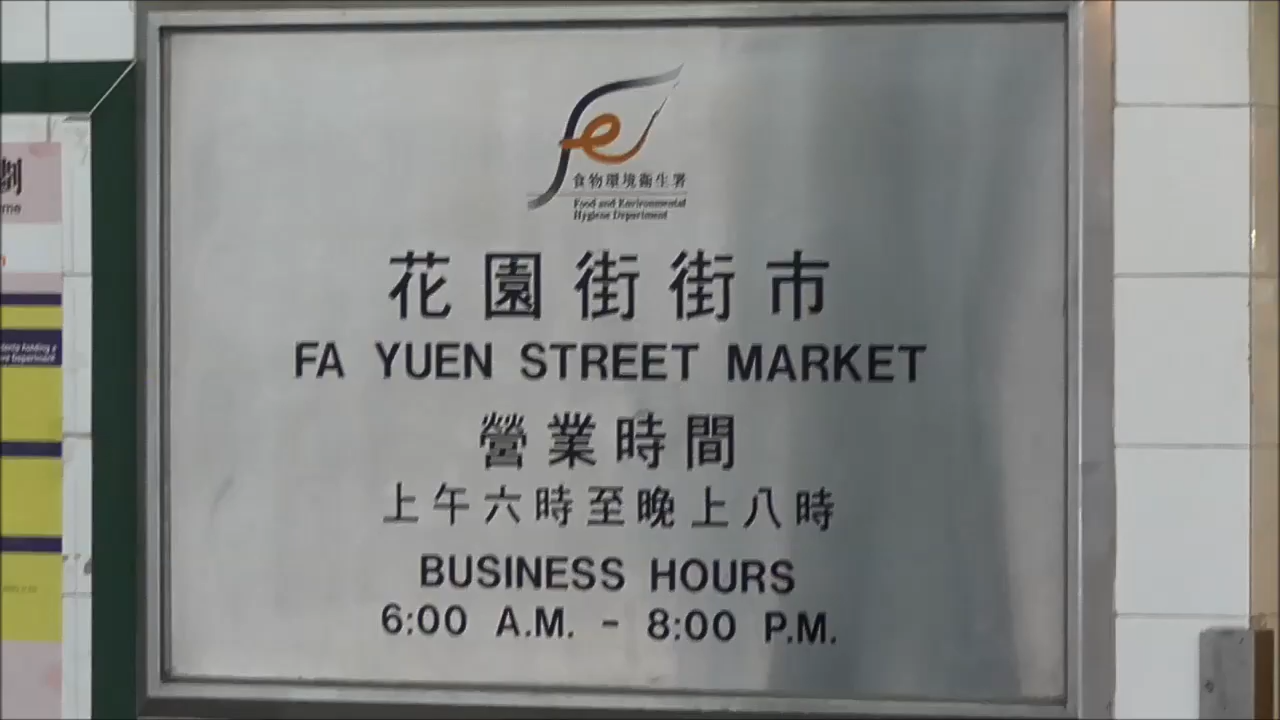 食物環境衞生署
Food and Environmental
Hygiene Department
花園街街市
FA YUEN STREET MARKET
營業時間
上午六時至晚上八時
BUSINESS HOURS
6:00 A.M. - 8:00 P.M.
劃